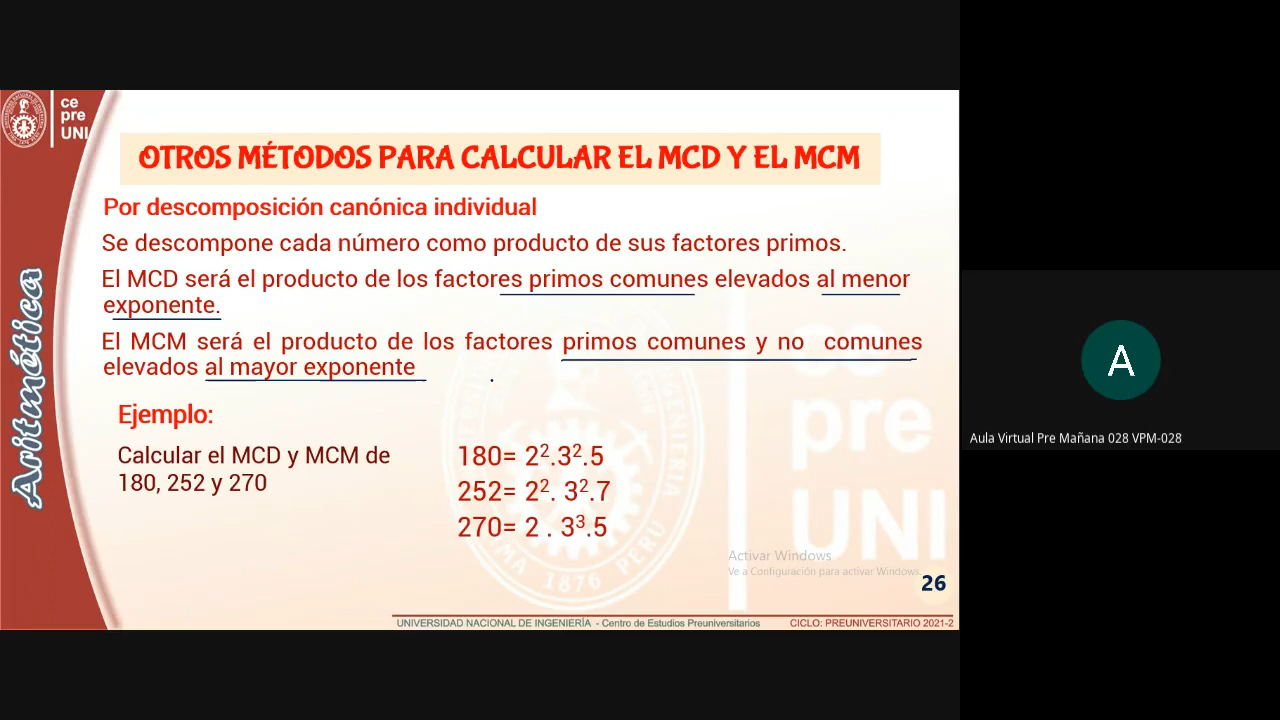 ce
pre
UNI
OTROS MÉTODOS PARA CALCULAR EL MCD Y EL MCM
Por descomposición canónica individual
Se descompone cada número como producto de sus factores primos.
El MCD será el producto de los factores primos comunes elevados al menor
exponente.
El MCM será el producto de los factores primos comunes y no comunes
elevados al mayor exponente
Ejemplo:
Calcular el MCD y MCM de
180, 252 y 270
180= 2².3².5
252= 2². 3².7
270= 2 . 3³.5
Aritmética
ce
pre
UNI
1876 PERU
Activar Windows
Ve a Configuración para activar Windows.
26
UNIVERSIDAD NACIONAL DE INGENIERÍA - Centro de Estudios Preuniversitarios CICLO: PREUNIVERSITARIO 2021-2
A
Aula Virtual Pre Mañana 028 VPM-028